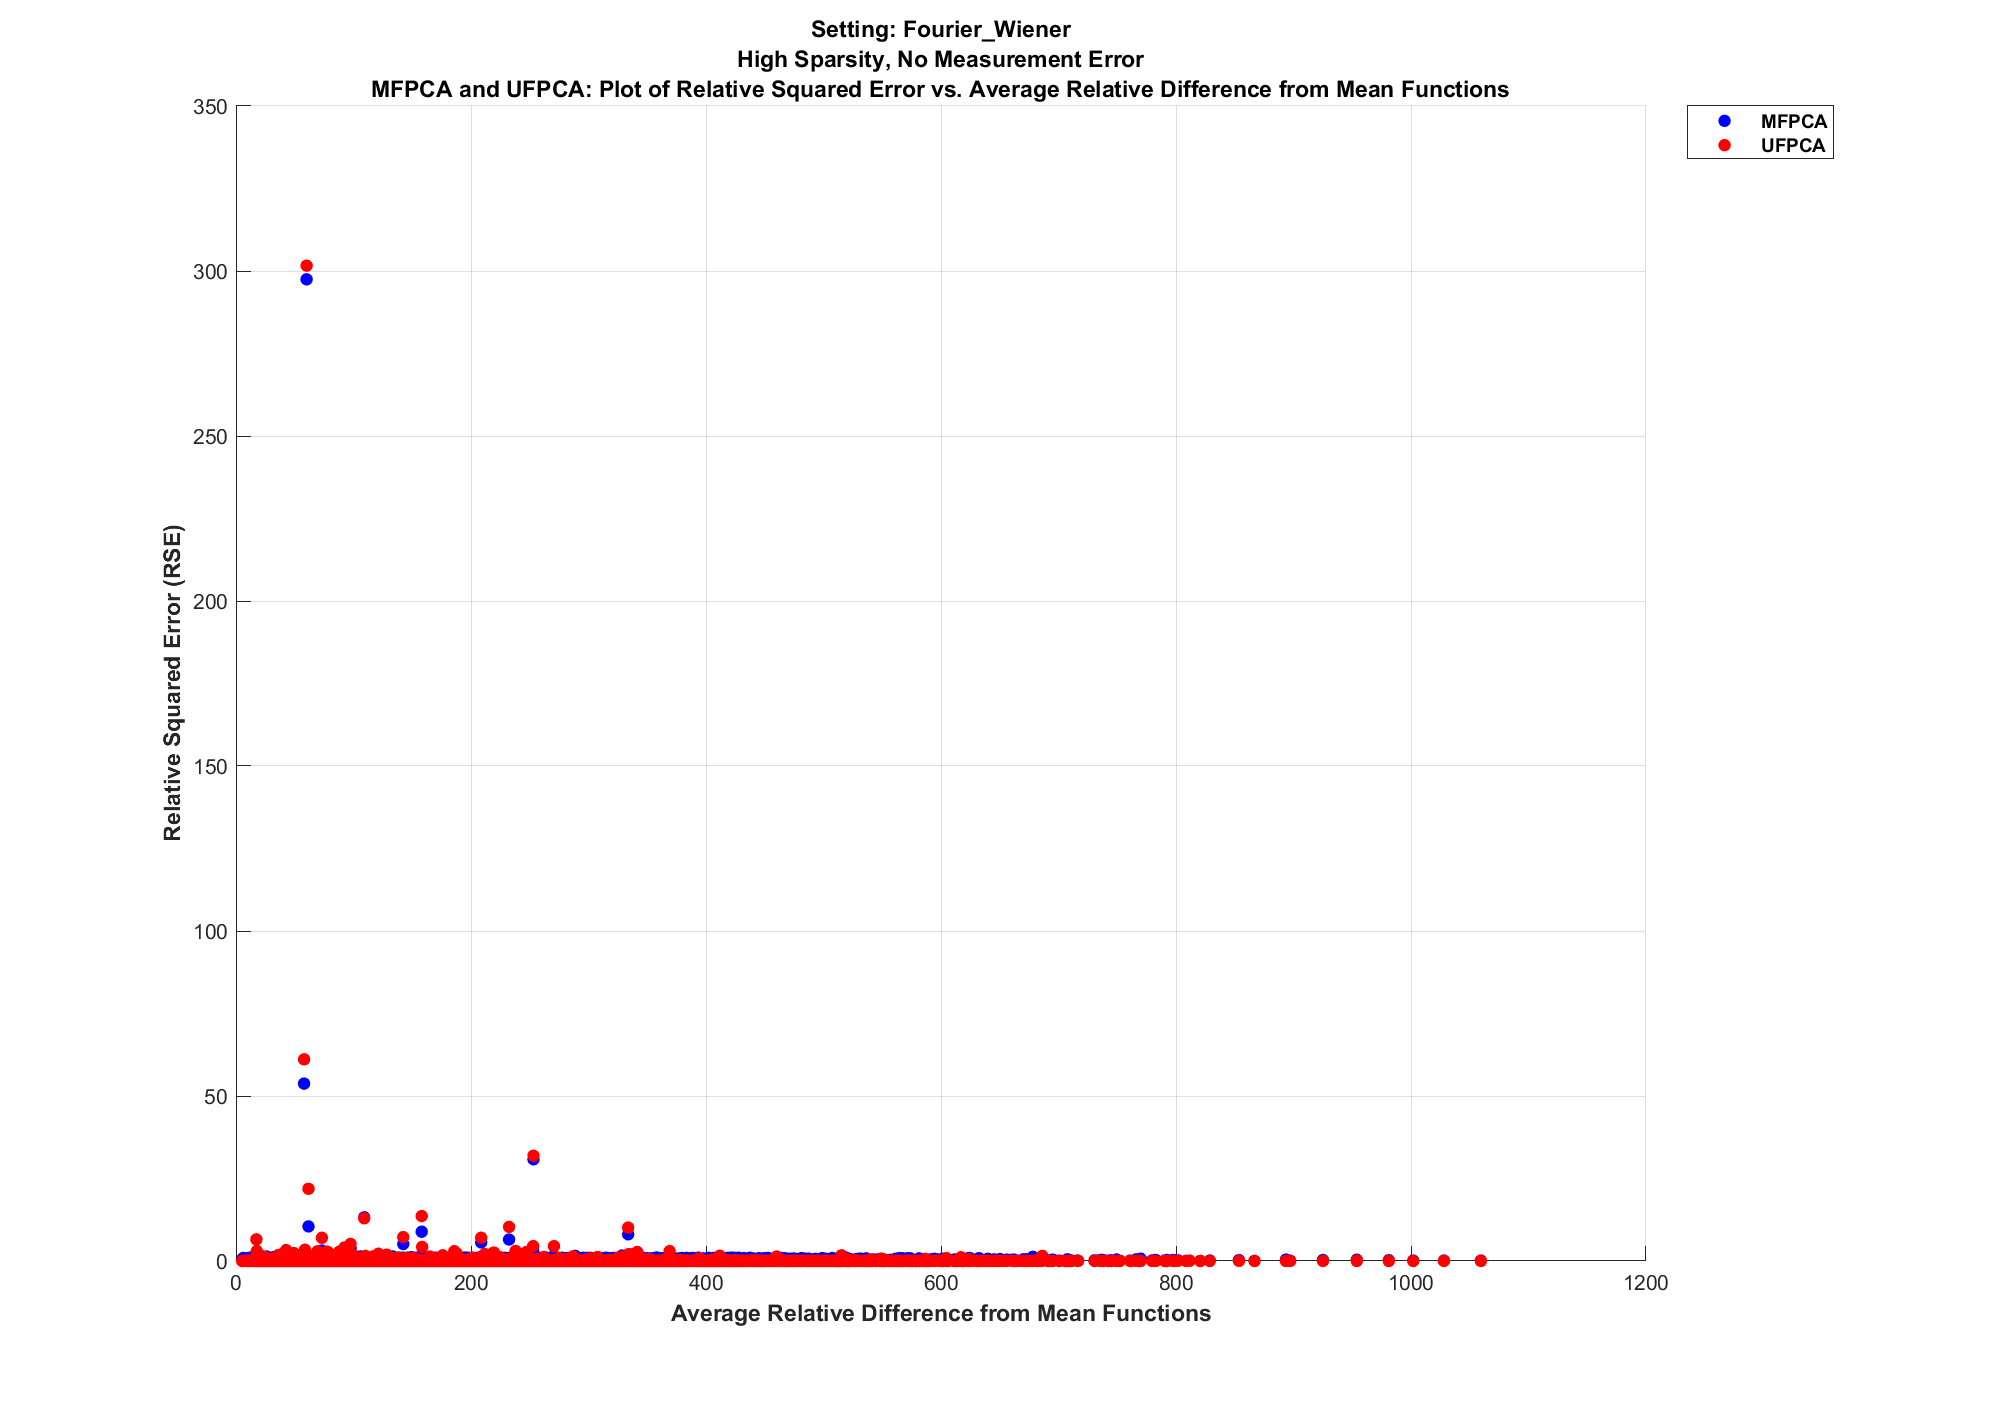 Setting: Fourier_Wiener
High Sparsity, No Measurement Error
MFPCA and UFPCA: Plot of Relative Squared Error vs. Average Relative Difference from Mean Functions
MFPCA
UFPCA
350
300
250
200
150
100
50
0
Relative Squared Error (RSE)
0
200
400
600
800
1000
1200
Average Relative Difference from Mean Functions